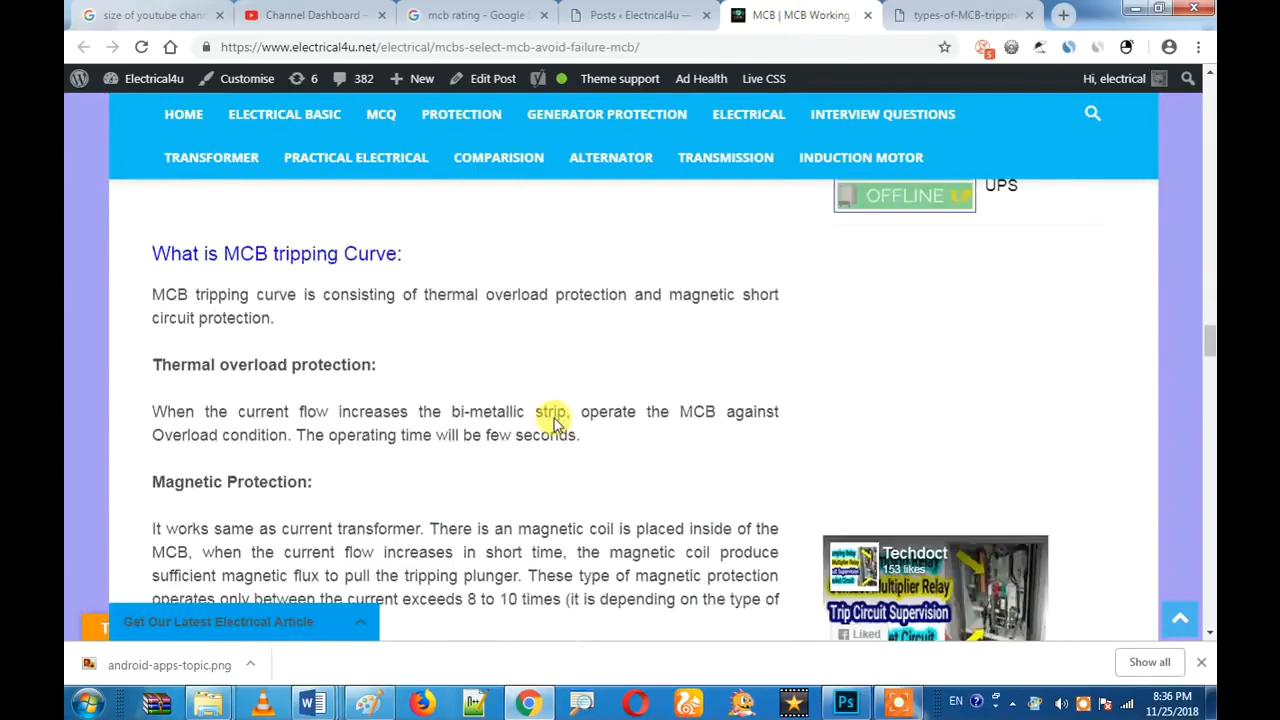 size of youtube chann
Channel Dashboard -
mcb rating - Google
Posts ‹ Electrical4u —
MCB | MCB Working
types-of-MCB-trippin
https://www.electrical4u.net/electrical/mcbs-select-mcb-avoid-failure-mcb/
5
Electrical4u Customise 6 382 New Edit Post Theme support Ad Health Live CSS Hi, electrical
HOME ELECTRICAL BASIC MCQ PROTECTION GENERATOR PROTECTION ELECTRICAL INTERVIEW QUESTIONS
TRANSFORMER PRACTICAL ELECTRICAL COMPARISION ALTERNATOR TRANSMISSION INDUCTION MOTOR
OFFLINE UP
UPS
What is MCB tripping Curve:
MCB tripping curve is consisting of thermal overload protection and magnetic short
circuit protection.
Thermal overload protection:
When the current flow increases the bi-metallic strip, operate the MCB against
Overload condition. The operating time will be few seconds.
Magnetic Protection:
It works same as current transformer. There is an magnetic coil is placed inside of the
MCB, when the current flow increases in short time, the magnetic coil produce
sufficient magnetic flux to pull the tripping plunger. These type of magnetic protection
operates only between the current exceeds 8 to 10 times (it is depending on the type of
Techdoct
153 likes
Multiplier Relay
Trip Circuit Supervision
Liked
et Circuit
T
Get Our Latest Electrical Article
android-apps-topic.png
Show all
EN
8:36 PM
11/25/2018